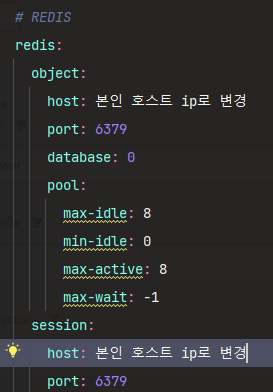 # REDIS
redis:
object:
host: 본인 호스트 ip로 변경
port: 6379
database: 0
pool:
max-idle: 8
min-idle: 0
max-active: 8
max-wait: -1
session:
host: 본인 호스트 ip로 변경
port: 6379